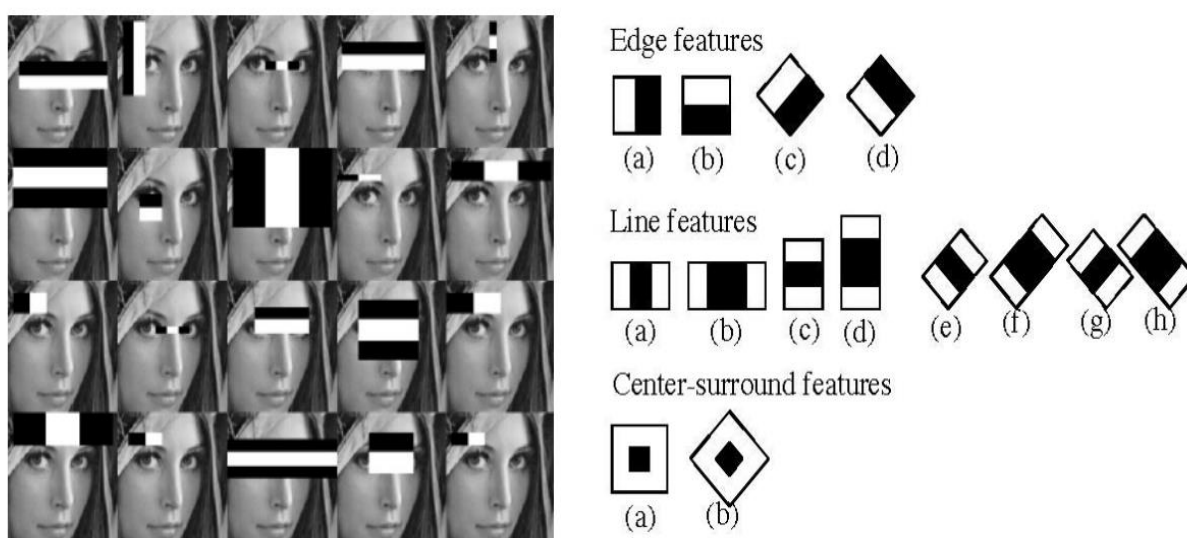 Edge features
(a) (b) (c) (d)
Line features
(a) (b) (c) (d) (e) (f) (g) (h)
Center-surround features
(a) (b)